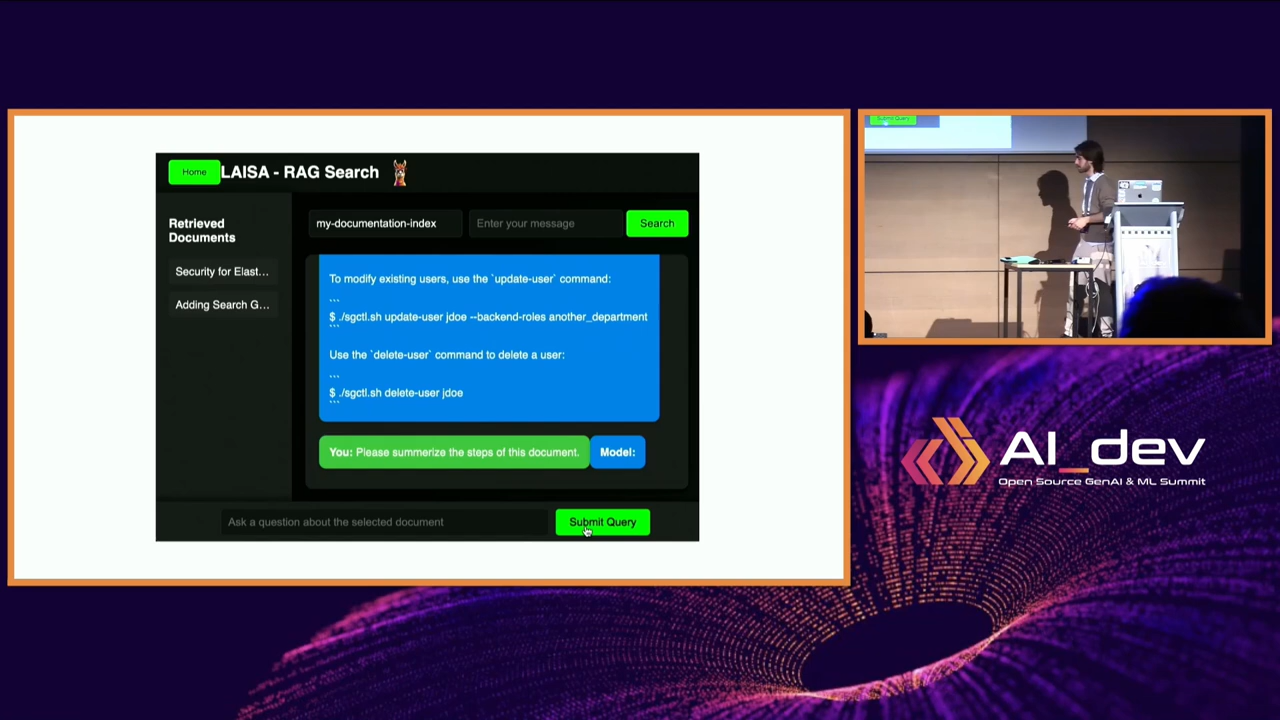 Home
LAISA - RAG Search
Retrieved
Documents
Security for Elast...
Adding Search G...
my-documentation-index
Enter your message
Search
To modify existing users, use the `update-user` command:
```
$ ./sgctl.sh update-user jdoe --backend-roles another_department
```
Use the `delete-user` command to delete a user:
```
$ ./sgctl.sh delete-user jdoe
```
You: Please summerize the steps of this document.
Model:
Ask a question about the selected document
Submit Query
Submit Query
AI_dev
Open Source GenAI & ML Summit